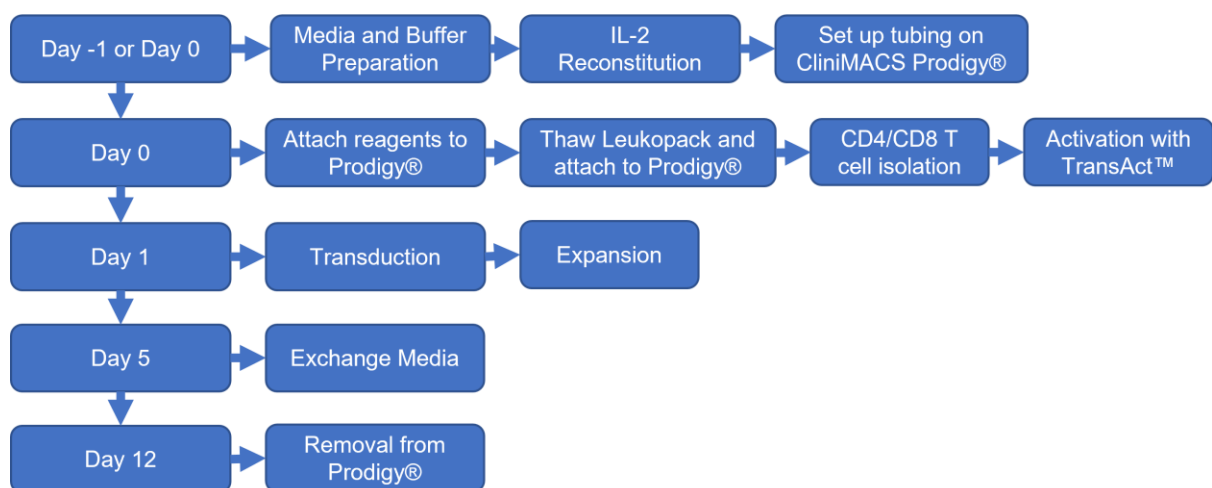 Day -1 or Day 0
Media and Buffer
Preparation
IL-2
Reconstitution
Set up tubing on
CliniMACS Prodigy®
Day 0
Attach reagents to
Prodigy®
Thaw Leukopack and
attach to Prodigy®
CD4/CD8 T
cell isolation
Activation with
TransAct™
Day 1
Transduction
Expansion
Day 5
Exchange Media
Day 12
Removal from
Prodigy®